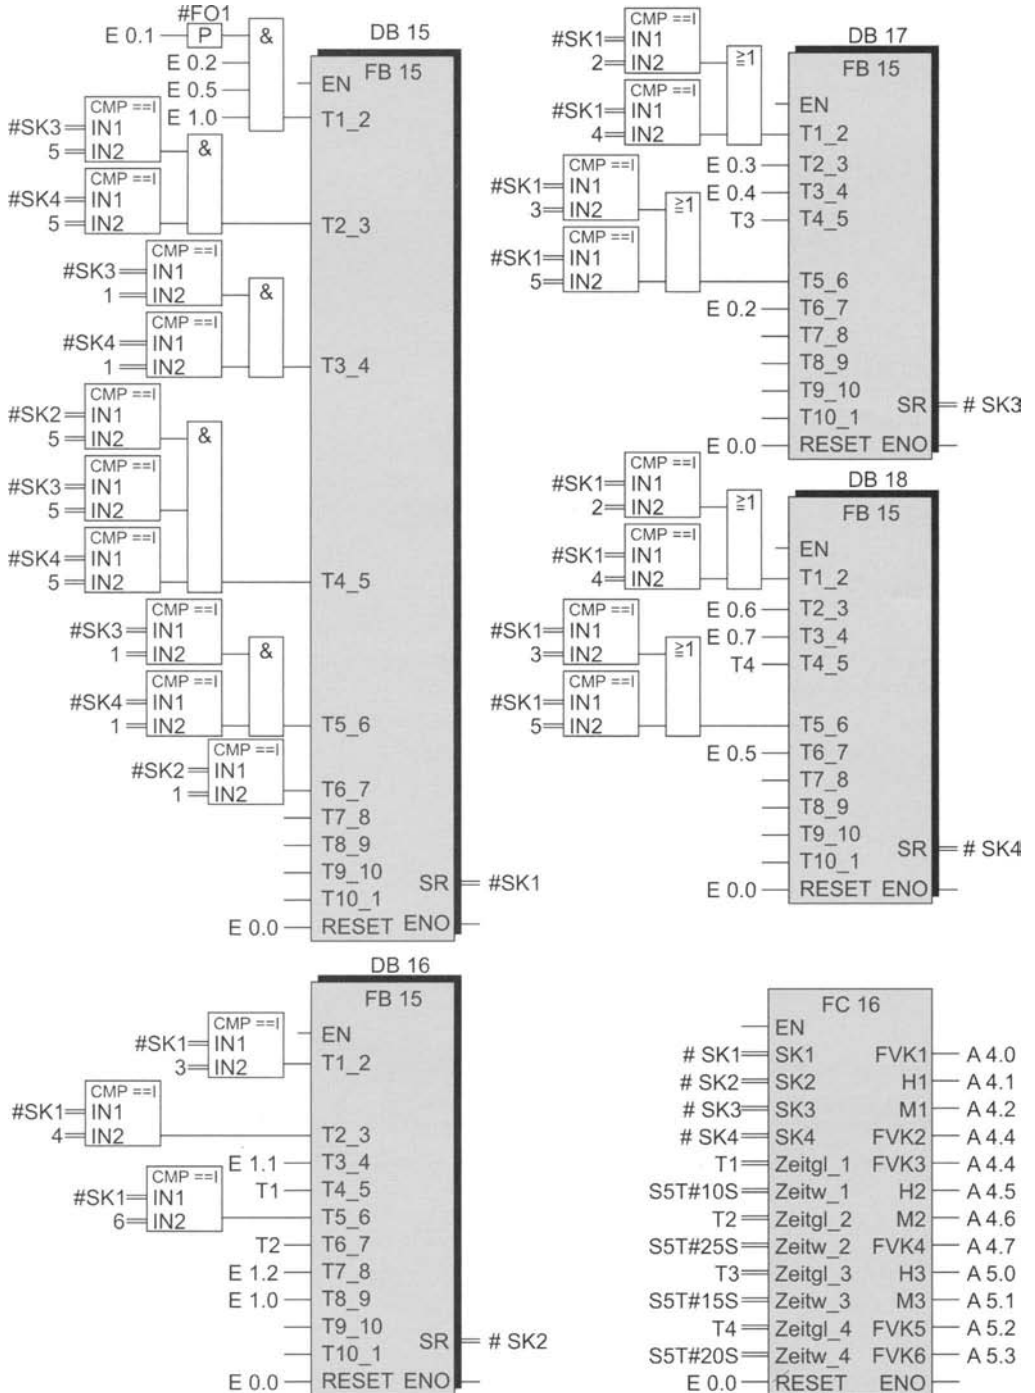 #FO1
E 0.1 P &
E 0.2
E 0.5
E 1.0
DB 15
FB 15
EN
T1_2
CMP ==I
#SK3 IN1
5 IN2
&
CMP ==I
#SK4 IN1
5 IN2
T2_3
CMP ==I
#SK3 IN1
1 IN2
&
CMP ==I
#SK4 IN1
1 IN2
T3_4
CMP ==I
#SK2 IN1
5 IN2
&
CMP ==I
#SK3 IN1
5 IN2
CMP ==I
#SK4 IN1
5 IN2
T4_5
CMP ==I
#SK3 IN1
1 IN2
&
CMP ==I
#SK4 IN1
1 IN2
T5_6
CMP ==I
#SK2 IN1
1 IN2
T6_7
T7_8
T8_9
T9_10
SR #SK1
T10_1
E 0.0 RESET ENO
DB 16
FB 15
EN
CMP ==I
#SK1 IN1
3 IN2
T1_2
CMP ==I
#SK1 IN1
4 IN2
T2_3
E 1.1 T3_4
T1 T4_5
CMP ==I
#SK1 IN1
6 IN2
T5_6
T2 T6_7
E 1.2 T7_8
E 1.0 T8_9
T9_10
SR # SK2
T10_1
E 0.0 RESET ENO
DB 17
FB 15
CMP ==I
#SK1 IN1
2 IN2
≧1
CMP ==I
#SK1 IN1
4 IN2
EN
T1_2
E 0.3 T2_3
E 0.4 T3_4
T3 T4_5
CMP ==I
#SK1 IN1
3 IN2
≧1
CMP ==I
#SK1 IN1
5 IN2
T5_6
E 0.2 T6_7
T7_8
T8_9
T9_10
SR # SK3
T10_1
E 0.0 RESET ENO
DB 18
FB 15
CMP ==I
#SK1 IN1
2 IN2
≧1
CMP ==I
#SK1 IN1
4 IN2
EN
T1_2
E 0.6 T2_3
E 0.7 T3_4
T4 T4_5
CMP ==I
#SK1 IN1
3 IN2
≧1
CMP ==I
#SK1 IN1
5 IN2
T5_6
E 0.5 T6_7
T7_8
T8_9
T9_10
SR # SK4
T10_1
E 0.0 RESET ENO
FC 16
EN
# SK1 SK1 FVK1 A 4.0
# SK2 SK2 H1 A 4.1
# SK3 SK3 M1 A 4.2
# SK4 SK4 FVK2 A 4.4
T1 Zeitgl_1 FVK3 A 4.4
S5T#10S Zeitw_1 H2 A 4.5
T2 Zeitgl_2 M2 A 4.6
S5T#25S Zeitw_2 FVK4 A 4.7
T3 Zeitgl_3 H3 A 5.0
S5T#15S Zeitw_3 M3 A 5.1
T4 Zeitgl_4 FVK5 A 5.2
S5T#20S Zeitw_4 FVK6 A 5.3
E 0.0 RESET ENO